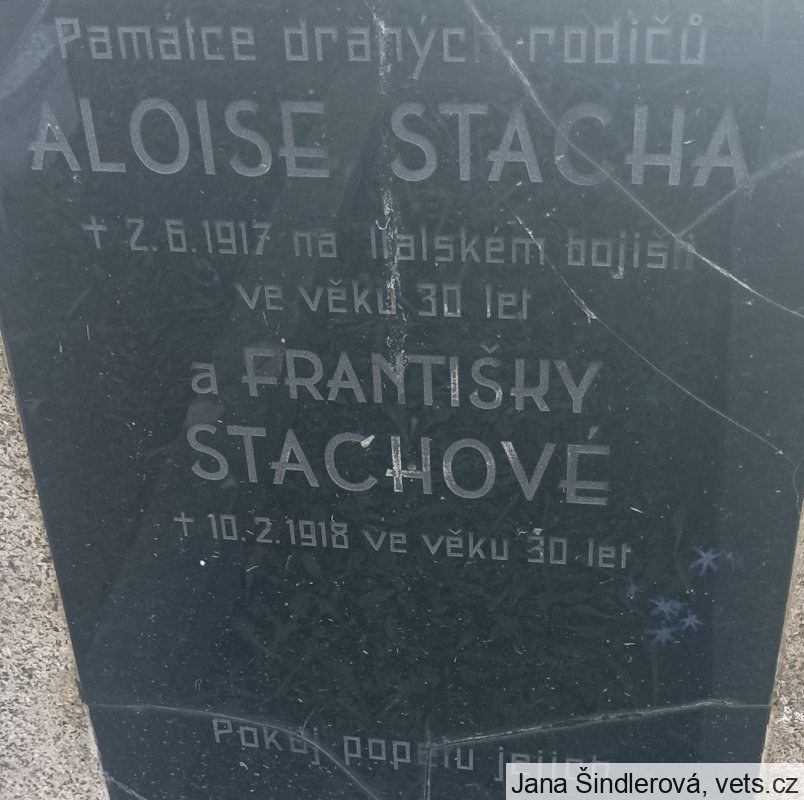 Památce drahých rodičů
ALOISE STACHA
† 2.6.1917 na italském bojišti
ve věku 30 let
a FRANTIŠKY
STACHOVÉ
† 10.2.1918 ve věku 30 let
Pokoj popelu jejich
Jana Šindlerová, vets.cz